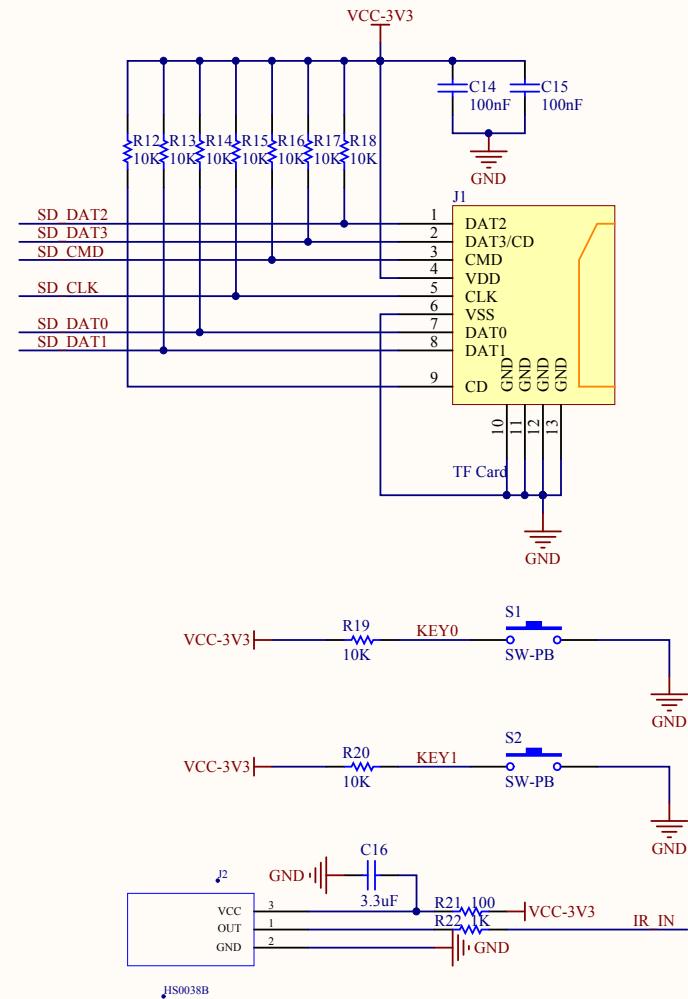 VCC-3V3
C14 C15
100nF 100nF
R12 R13 R14 R15 R16 R17 R18
10K 10K 10K 10K 10K 10K 10K
GND
J1
SD_DAT2 1 DAT2
SD_DAT3 2 DAT3/CD
SD_CMD 3 CMD
4 VDD
SD_CLK 5 CLK
6 VSS
SD_DAT0 7 DAT0
SD_DAT1 8 DAT1
9 CD
GND GND GND GND
10 11 12 13
TF Card
GND
S1
R19 KEY0
VCC-3V3
10K SW-PB
GND
S2
R20 KEY1
VCC-3V3
10K SW-PB
GND
C16
J2 GND
3.3uF
VCC 3 R21 100 VCC-3V3
OUT 1 R22 1K IR_IN
GND 2 GND
HS0038B